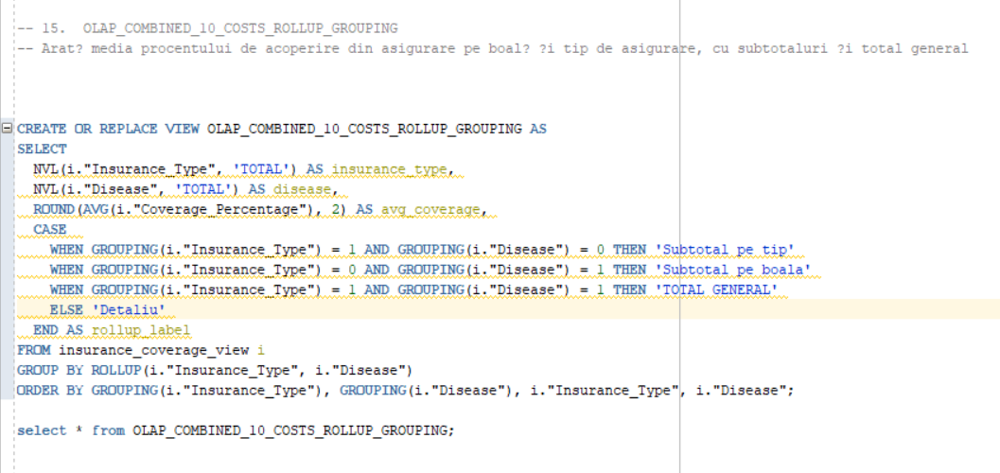 -- 15.  OLAP_COMBINED_10_COSTS_ROLLUP_GROUPING
-- Arat? media procentului de acoperire din asigurare pe boal? ?i tip de asigurare, cu subtotaluri ?i total general
CREATE OR REPLACE VIEW OLAP_COMBINED_10_COSTS_ROLLUP_GROUPING AS
SELECT
  NVL(i."Insurance_Type", 'TOTAL') AS insurance_type,
  NVL(i."Disease", 'TOTAL') AS disease,
  ROUND(AVG(i."Coverage_Percentage"), 2) AS avg_coverage,
  CASE
    WHEN GROUPING(i."Insurance_Type") = 1 AND GROUPING(i."Disease") = 0 THEN 'Subtotal pe tip'
    WHEN GROUPING(i."Insurance_Type") = 0 AND GROUPING(i."Disease") = 1 THEN 'Subtotal pe boala'
    WHEN GROUPING(i."Insurance_Type") = 1 AND GROUPING(i."Disease") = 1 THEN 'TOTAL GENERAL'
    ELSE 'Detaliu'
  END AS rollup_label
FROM insurance_coverage_view i
GROUP BY ROLLUP(i."Insurance_Type", i."Disease")
ORDER BY GROUPING(i."Insurance_Type"), GROUPING(i."Disease"), i."Insurance_Type", i."Disease";
select * from OLAP_COMBINED_10_COSTS_ROLLUP_GROUPING;